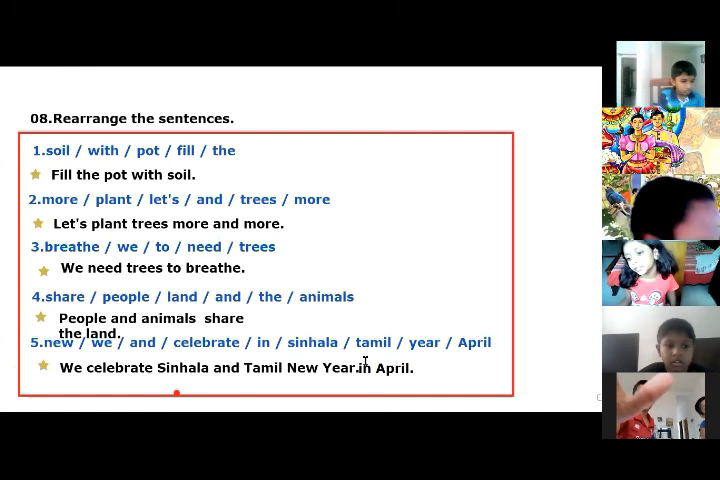 08.Rearrange the sentences.
1.soil / with / pot / fill / the
Fill the pot with soil.
2.more / plant / let's / and / trees / more
Let's plant trees more and more.
3.breathe / we / to / need / trees
We need trees to breathe.
4.share / people / land / and / the / animals
People and animals share
the land.
5.new / we / and / celebrate / in / sinhala / tamil / year / April
We celebrate Sinhala and Tamil New Year.in April.